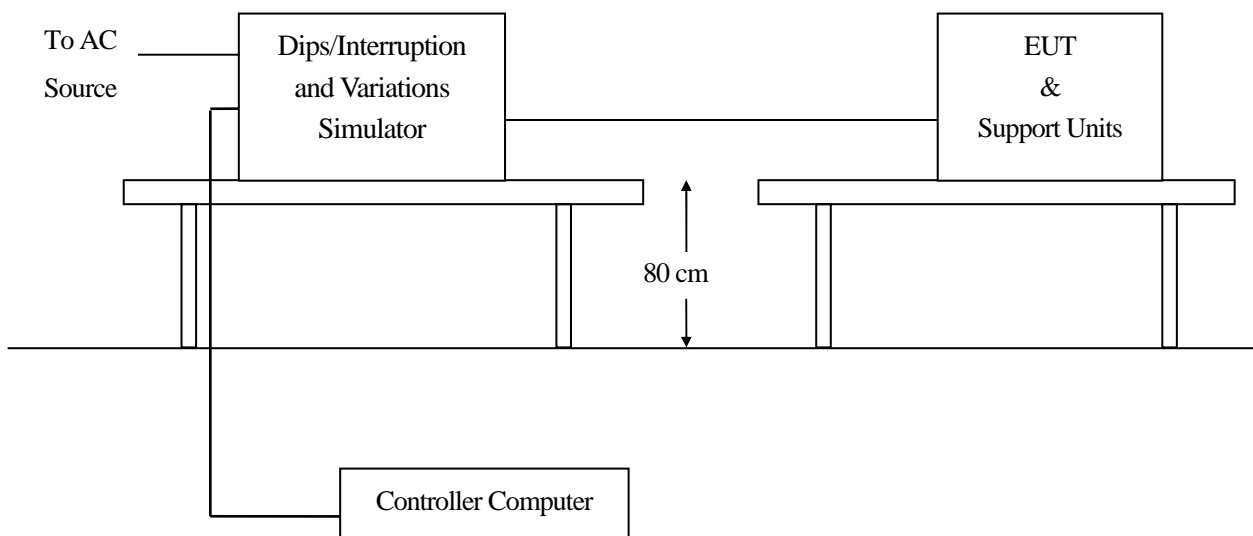 To AC
Source
Dips/Interruption
and Variations
Simulator
EUT
&
Support Units
80 cm
Controller Computer